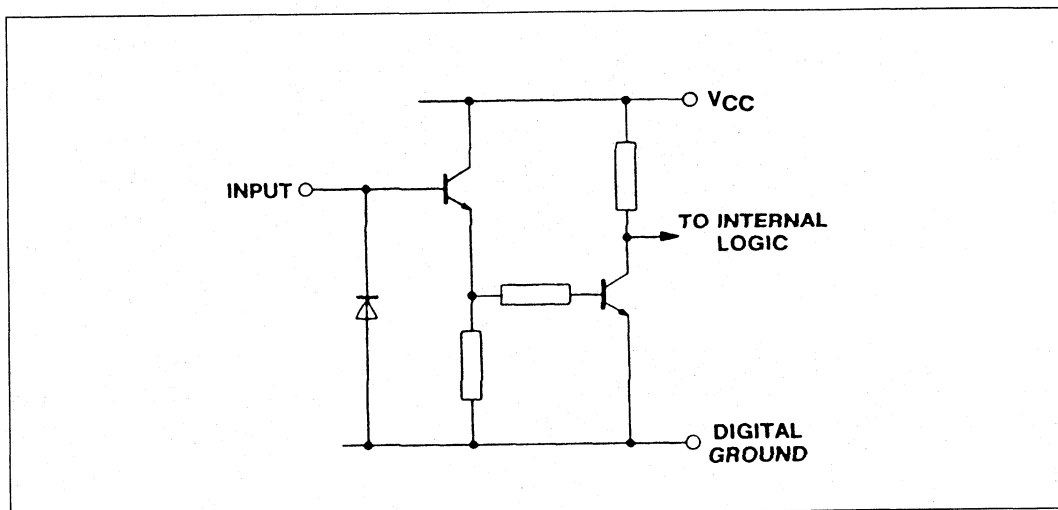 VCC
INPUT
TO INTERNAL
LOGIC
DIGITAL
GROUND